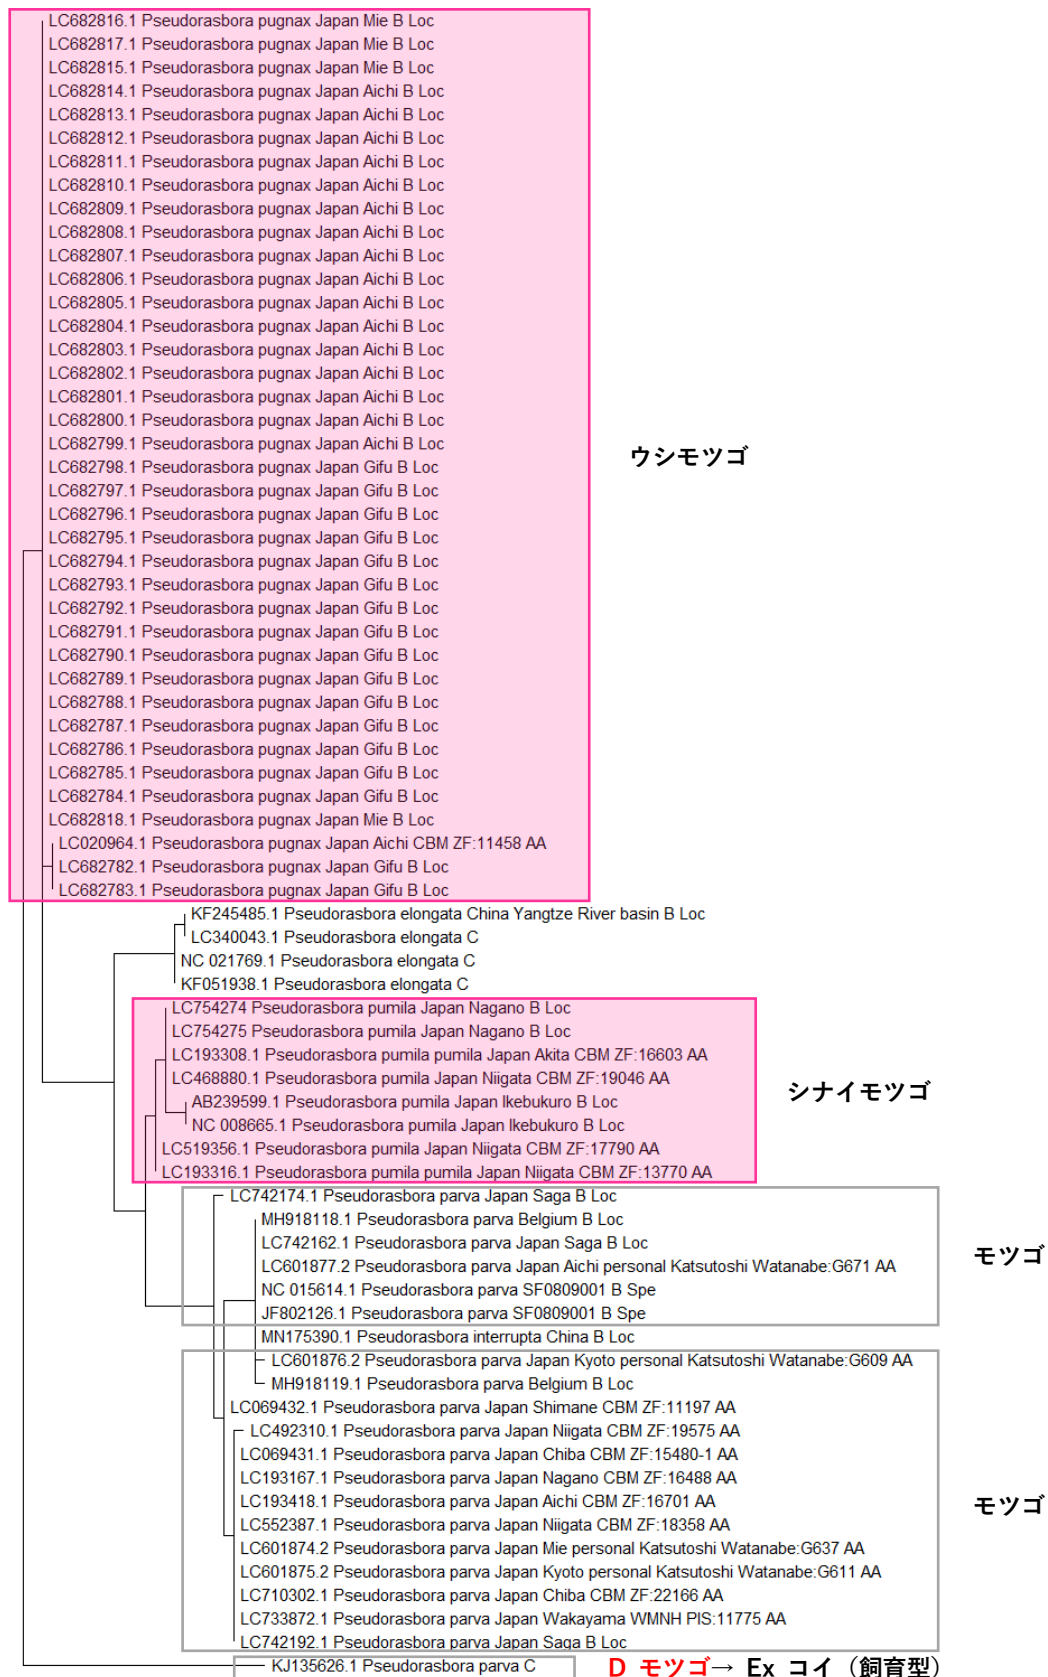 LC682816.1 Pseudorasbora pugnax Japan Mie B Loc
LC682817.1 Pseudorasbora pugnax Japan Mie B Loc
LC682815.1 Pseudorasbora pugnax Japan Mie B Loc
LC682814.1 Pseudorasbora pugnax Japan Aichi B Loc
LC682813.1 Pseudorasbora pugnax Japan Aichi B Loc
LC682812.1 Pseudorasbora pugnax Japan Aichi B Loc
LC682811.1 Pseudorasbora pugnax Japan Aichi B Loc
LC682810.1 Pseudorasbora pugnax Japan Aichi B Loc
LC682809.1 Pseudorasbora pugnax Japan Aichi B Loc
LC682808.1 Pseudorasbora pugnax Japan Aichi B Loc
LC682807.1 Pseudorasbora pugnax Japan Aichi B Loc
LC682806.1 Pseudorasbora pugnax Japan Aichi B Loc
LC682805.1 Pseudorasbora pugnax Japan Aichi B Loc
LC682804.1 Pseudorasbora pugnax Japan Aichi B Loc
LC682803.1 Pseudorasbora pugnax Japan Aichi B Loc
LC682802.1 Pseudorasbora pugnax Japan Aichi B Loc
LC682801.1 Pseudorasbora pugnax Japan Aichi B Loc
LC682800.1 Pseudorasbora pugnax Japan Aichi B Loc
LC682799.1 Pseudorasbora pugnax Japan Aichi B Loc
ウシモツゴ
LC682798.1 Pseudorasbora pugnax Japan Gifu B Loc
LC682797.1 Pseudorasbora pugnax Japan Gifu B Loc
LC682796.1 Pseudorasbora pugnax Japan Gifu B Loc
LC682795.1 Pseudorasbora pugnax Japan Gifu B Loc
LC682794.1 Pseudorasbora pugnax Japan Gifu B Loc
LC682793.1 Pseudorasbora pugnax Japan Gifu B Loc
LC682792.1 Pseudorasbora pugnax Japan Gifu B Loc
LC682791.1 Pseudorasbora pugnax Japan Gifu B Loc
LC682790.1 Pseudorasbora pugnax Japan Gifu B Loc
LC682789.1 Pseudorasbora pugnax Japan Gifu B Loc
LC682788.1 Pseudorasbora pugnax Japan Gifu B Loc
LC682787.1 Pseudorasbora pugnax Japan Gifu B Loc
LC682786.1 Pseudorasbora pugnax Japan Gifu B Loc
LC682785.1 Pseudorasbora pugnax Japan Gifu B Loc
LC682784.1 Pseudorasbora pugnax Japan Gifu B Loc
LC682818.1 Pseudorasbora pugnax Japan Mie B Loc
LC020964.1 Pseudorasbora pugnax Japan Aichi CBM ZF:11458 AA
LC682782.1 Pseudorasbora pugnax Japan Gifu B Loc
LC682783.1 Pseudorasbora pugnax Japan Gifu B Loc
KF245485.1 Pseudorasbora elongata China Yangtze River basin B Loc
LC340043.1 Pseudorasbora elongata C
NC 021769.1 Pseudorasbora elongata C
KF051938.1 Pseudorasbora elongata C
LC754274 Pseudorasbora pumila Japan Nagano B Loc
LC754275 Pseudorasbora pumila Japan Nagano B Loc
LC193308.1 Pseudorasbora pumila pumila Japan Akita CBM ZF:16603 AA
LC468880.1 Pseudorasbora pumila Japan Niigata CBM ZF:19046 AA
シナイモツゴ
AB239599.1 Pseudorasbora pumila Japan Ikebukuro B Loc
NC 008665.1 Pseudorasbora pumila Japan Ikebukuro B Loc
LC519356.1 Pseudorasbora pumila Japan Niigata CBM ZF:17790 AA
LC193316.1 Pseudorasbora pumila pumila Japan Niigata CBM ZF:13770 AA
LC742174.1 Pseudorasbora parva Japan Saga B Loc
MH918118.1 Pseudorasbora parva Belgium B Loc
LC742162.1 Pseudorasbora parva Japan Saga B Loc
モツゴ
LC601877.2 Pseudorasbora parva Japan Aichi personal Katsutoshi Watanabe:G671 AA
NC 015614.1 Pseudorasbora parva SF0809001 B Spe
JF802126.1 Pseudorasbora parva SF0809001 B Spe
MN175390.1 Pseudorasbora interrupta China B Loc
LC601876.2 Pseudorasbora parva Japan Kyoto personal Katsutoshi Watanabe:G609 AA
MH918119.1 Pseudorasbora parva Belgium B Loc
LC069432.1 Pseudorasbora parva Japan Shimane CBM ZF:11197 AA
LC492310.1 Pseudorasbora parva Japan Niigata CBM ZF:19575 AA
LC069431.1 Pseudorasbora parva Japan Chiba CBM ZF:15480-1 AA
LC193167.1 Pseudorasbora parva Japan Nagano CBM ZF:16488 AA
LC193418.1 Pseudorasbora parva Japan Aichi CBM ZF:16701 AA
モツゴ
LC552387.1 Pseudorasbora parva Japan Niigata CBM ZF:18358 AA
LC601874.2 Pseudorasbora parva Japan Mie personal Katsutoshi Watanabe:G637 AA
LC601875.2 Pseudorasbora parva Japan Kyoto personal Katsutoshi Watanabe:G611 AA
LC710302.1 Pseudorasbora parva Japan Chiba CBM ZF:22166 AA
LC733872.1 Pseudorasbora parva Japan Wakayama WMNH PIS:11775 AA
LC742192.1 Pseudorasbora parva Japan Saga B Loc
KJ135626.1 Pseudorasbora parva C
D モツゴ→ Ex コイ（飼育型）